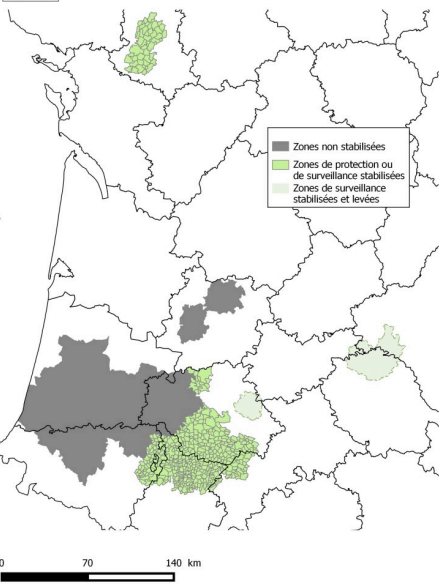 Zones non stabilisées
Zones de protection ou
de surveillance stabilisées
Zones de surveillance
stabilisées et levées
0 70 140 km